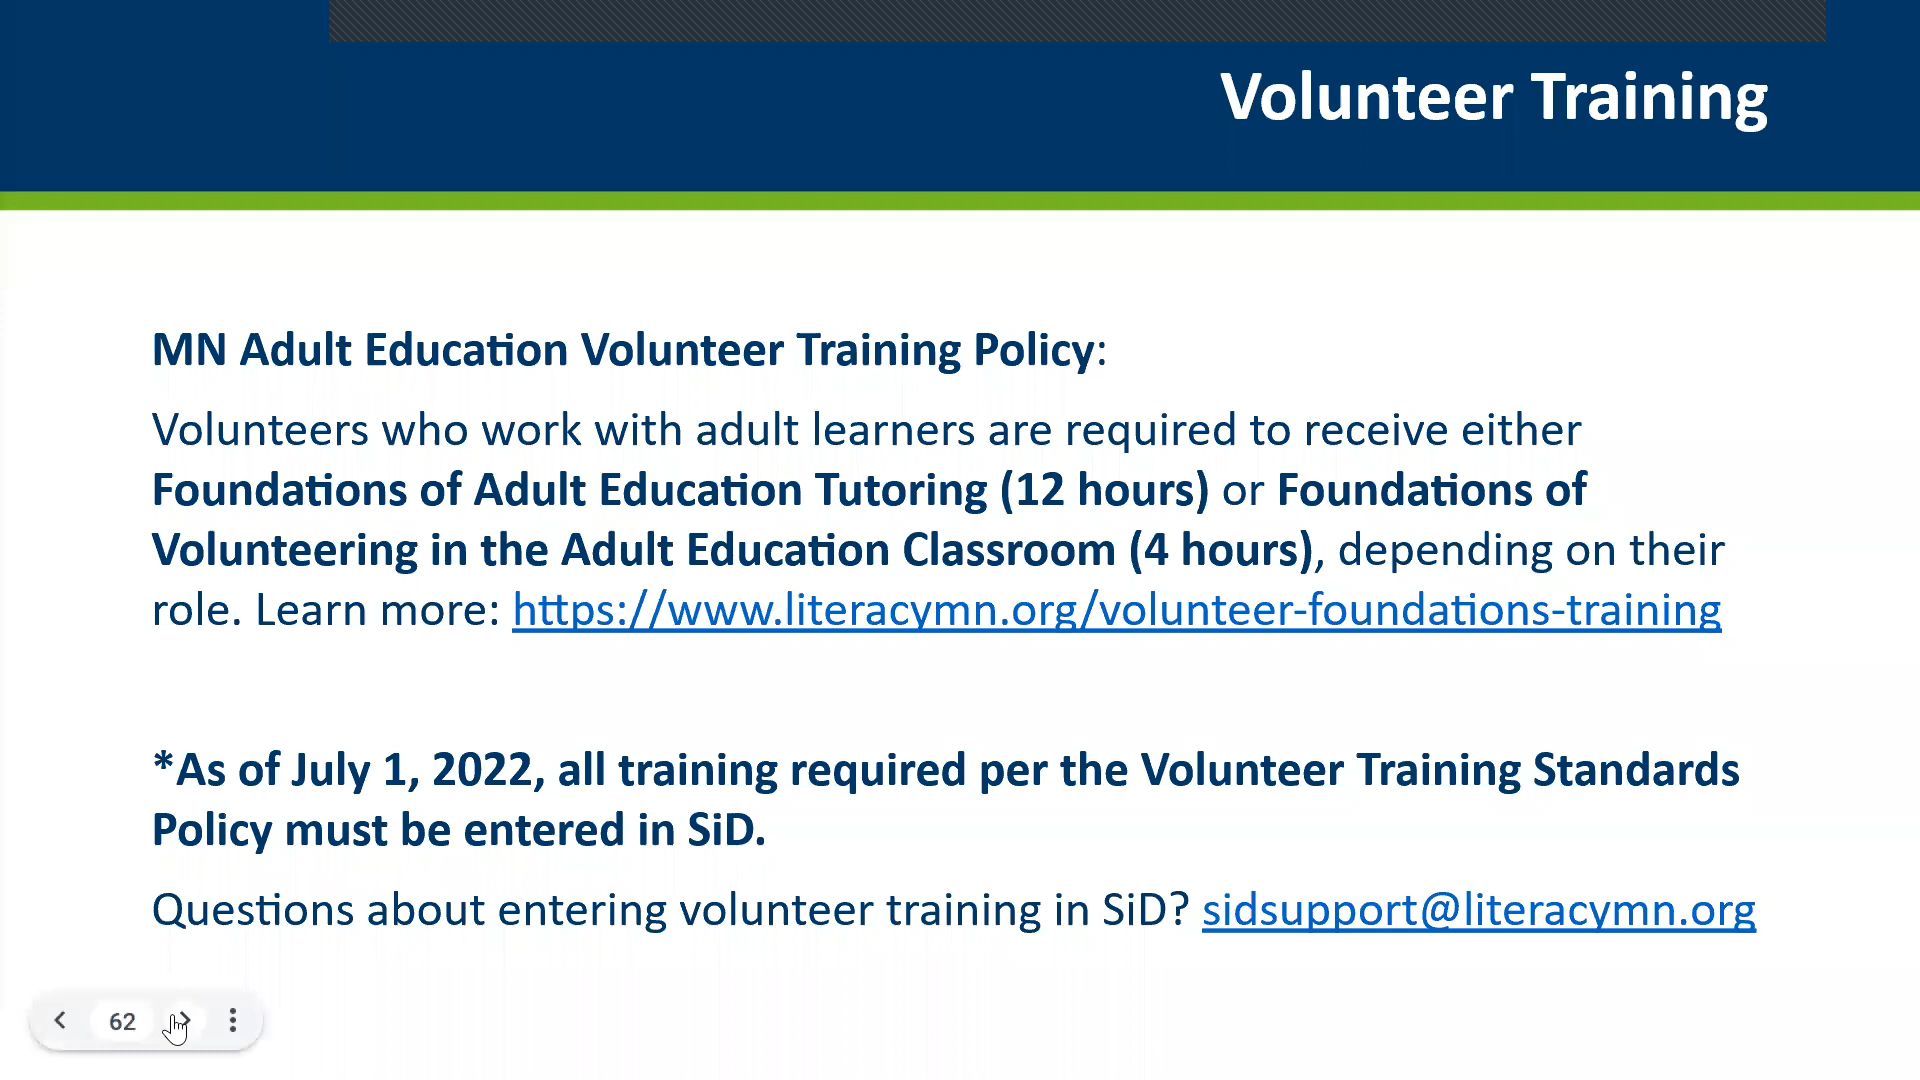 Volunteer Training
MN Adult Education Volunteer Training Policy:
Volunteers who work with adult learners are required to receive either
Foundations of Adult Education Tutoring (12 hours) or Foundations of
Volunteering in the Adult Education Classroom (4 hours), depending on their
role. Learn more: https://www.literacymn.org/volunteer-foundations-training
*As of July 1, 2022, all training required per the Volunteer Training Standards
Policy must be entered in SiD.
Questions about entering volunteer training in SiD? sidsupport@literacymn.org
62